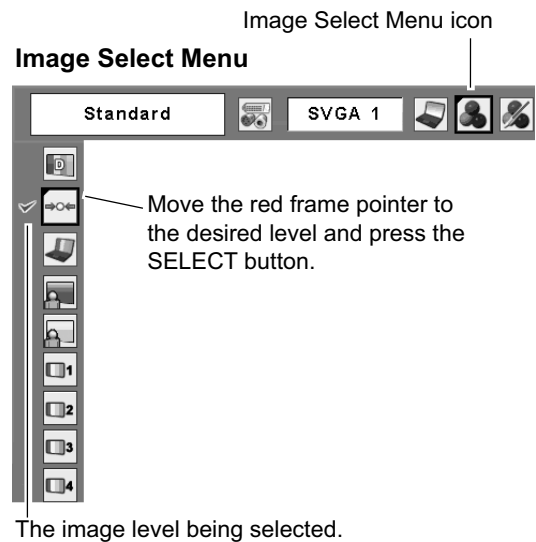 Image Select Menu icon
Image Select Menu
Standard
SVGA 1
D
Move the red frame pointer to
the desired level and press the
SELECT button.
1
2
3
4
The image level being selected.